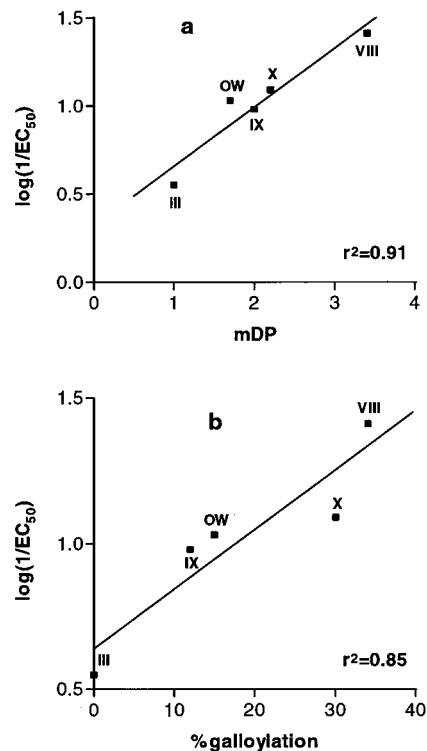 a
log(1/EC50)
1.5
1.0
0.5
0.0
VIII
X
OW
IX
III
r²=0.91
0 1 2 3 4
mDP
b
log(1/EC50)
1.5
1.0
0.5
VIII
X
OW
IX
III
r²=0.85
0 10 20 30 40
%galloylation